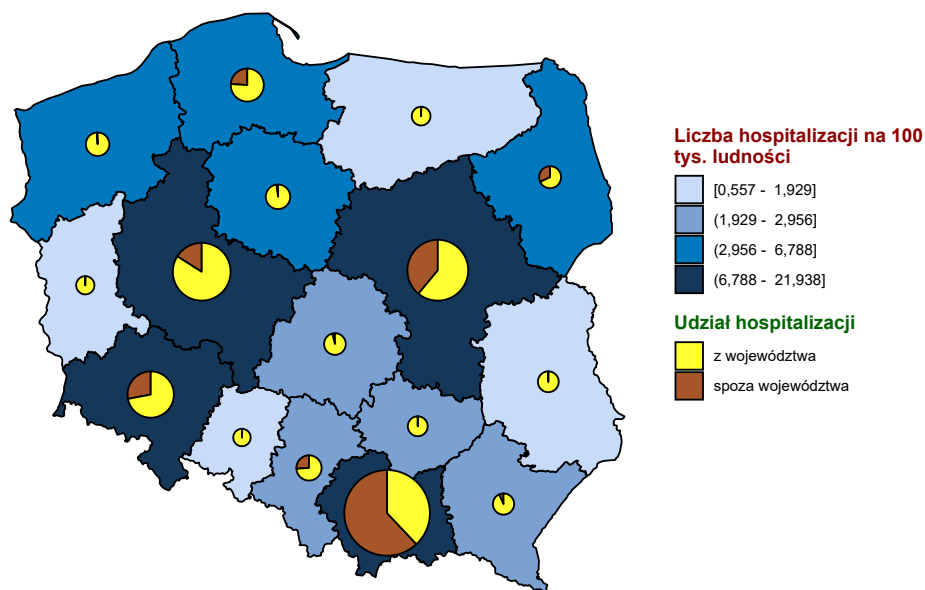 Liczba hospitalizacji na 100
tys. ludności
[0,557 - 1,929]
(1,929 - 2,956]
(2,956 - 6,788]
(6,788 - 21,938]
Udział hospitalizacji
z województwa
spoza województwa